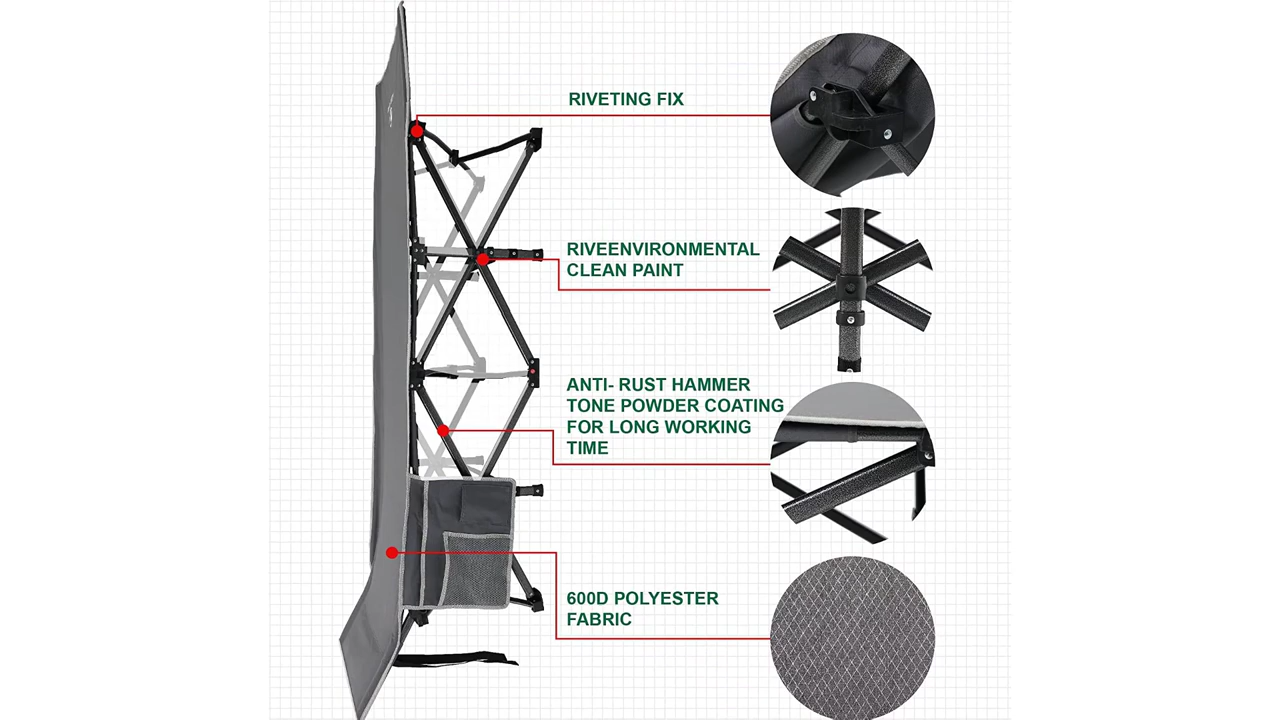 RIVETING FIX
RIVEENVIRONMENTAL
CLEAN PAINT
ANTI- RUST HAMMER
TONE POWDER COATING
FOR LONG WORKING
TIME
600D POLYESTER
FABRIC